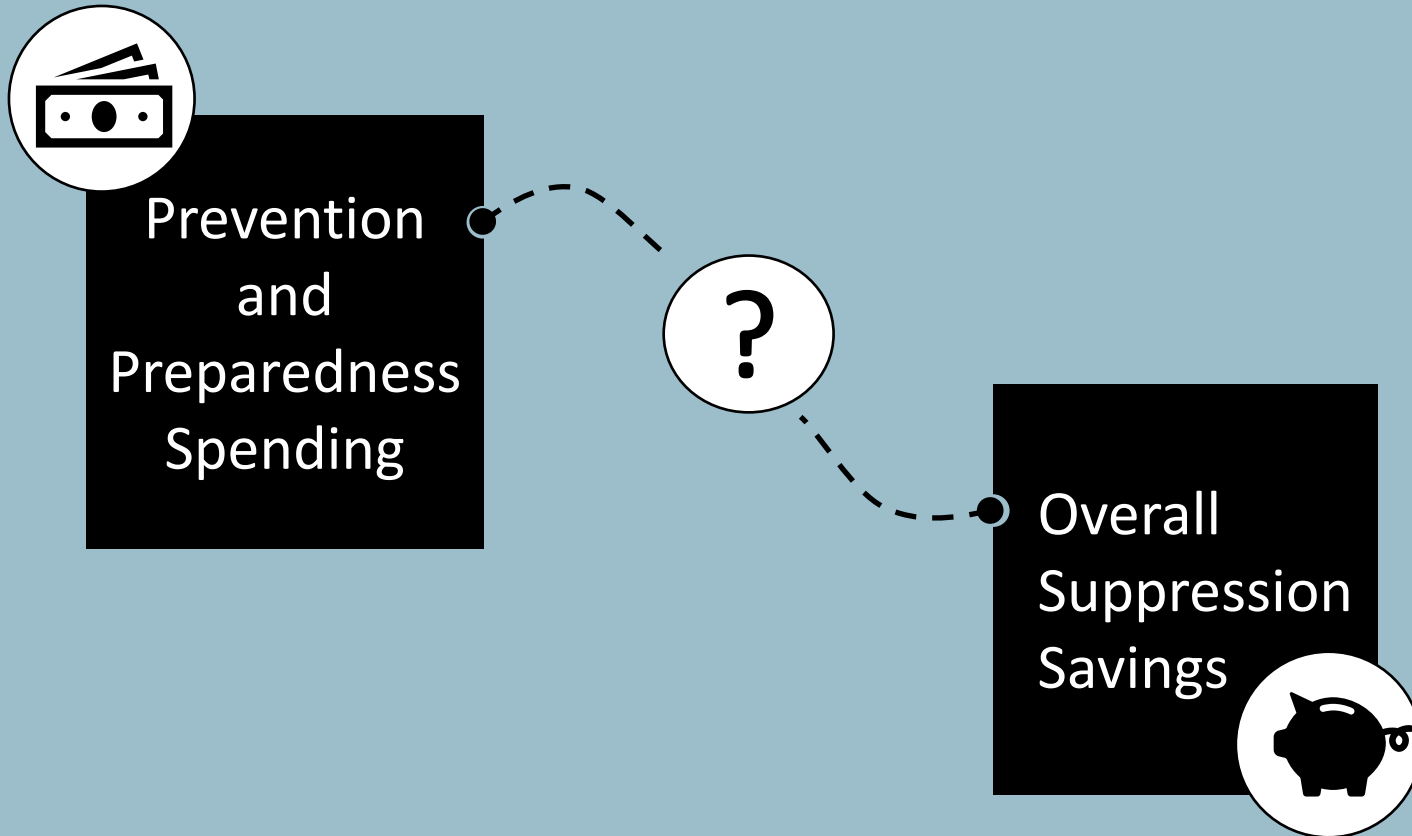 Prevention
and
Preparedness
Spending
?
Overall
Suppression
Savings